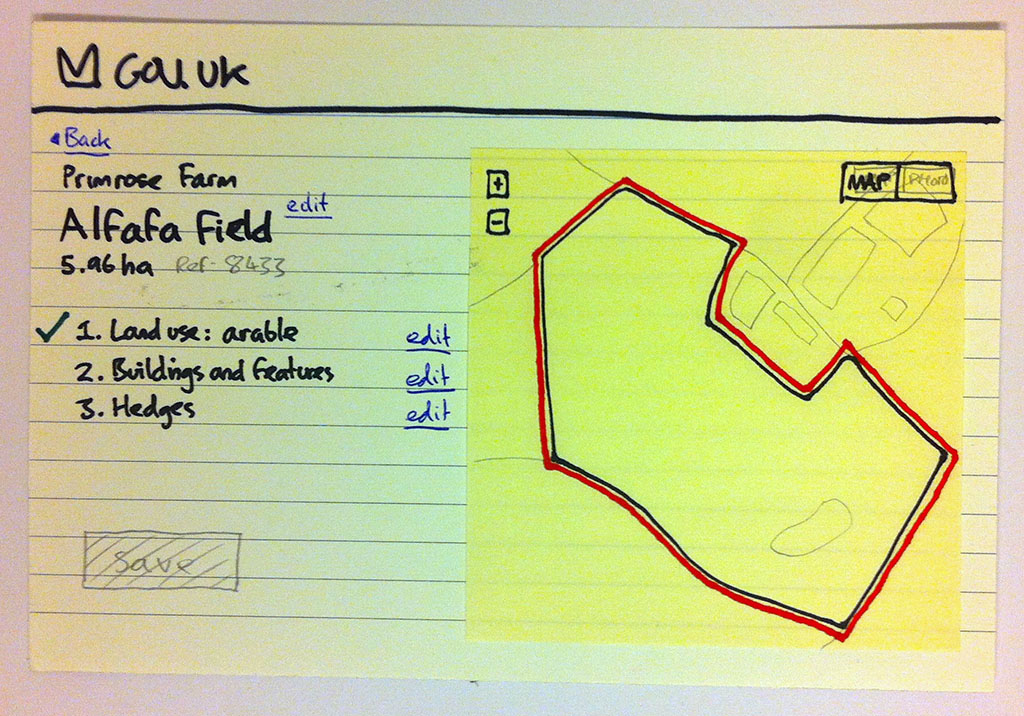 GOV.UK
Back
Primrose Farm
Alfafa Field edit
5.96 ha Ref- 8433
1. Land use: arable edit
2. Buildings and features edit
3. Hedges edit
save
+
-
MAP Photo